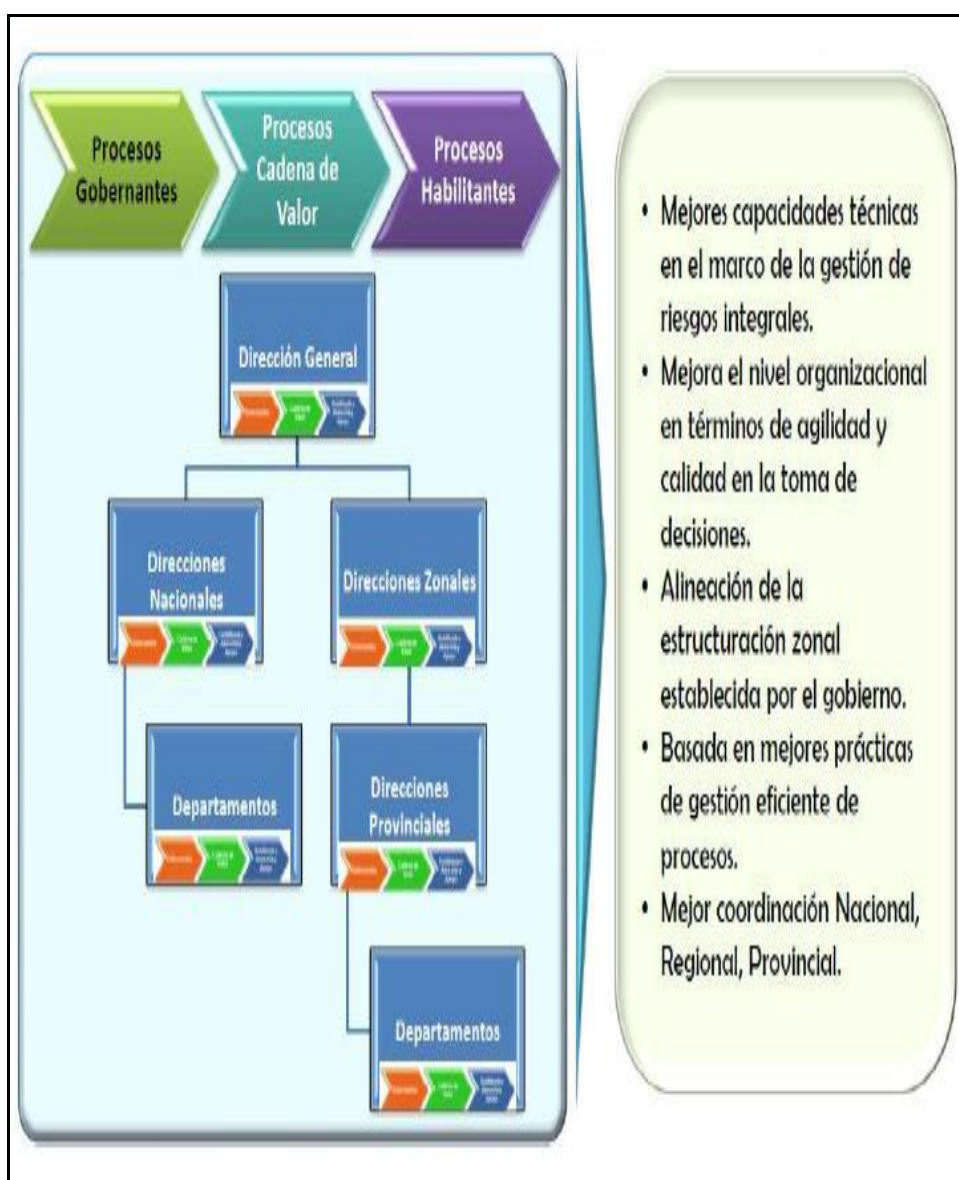 Procesos
Gobernantes
Procesos
Cadena de
Valor
Procesos
Habilitantes
Dirección General
Direcciones
Nacionales
Direcciones Zonales
Departamentos
Direcciones
Provinciales
Departamentos
• Mejores capacidades técnicas
en el marco de la gestión de
riesgos integrales.
• Mejora el nivel organizacional
en términos de agilidad y
calidad en la toma de
decisiones.
• Alineación de la
estructuración zonal
establecida por el gobierno.
• Basada en mejores prácticas
de gestión eficiente de
procesos.
• Mejor coordinación Nacional,
Regional, Provincial.